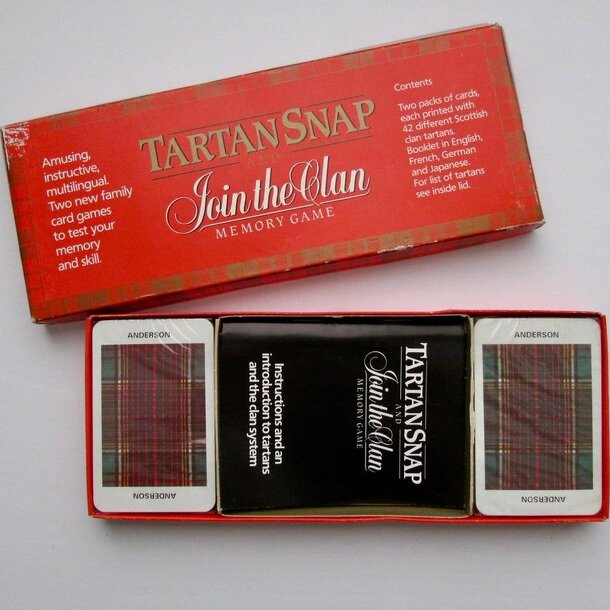 Amusing,
instructive,
multilingual.
Two new family
card games
to test your
memory
and skill.
TARTAN SNAP
AND
Join the Clan
MEMORY GAME
Contents
Two packs of cards,
each printed with
42 different Scottish
clan tartans.
Booklet in English,
French, German
and Japanese.
For list of tartans
see inside lid.
ANDERSON
ANDERSON
TARTAN SNAP
AND
Join the Clan
MEMORY GAME
Instructions and an
introduction to tartans
and the clan system
ANDERSON
ANDERSON